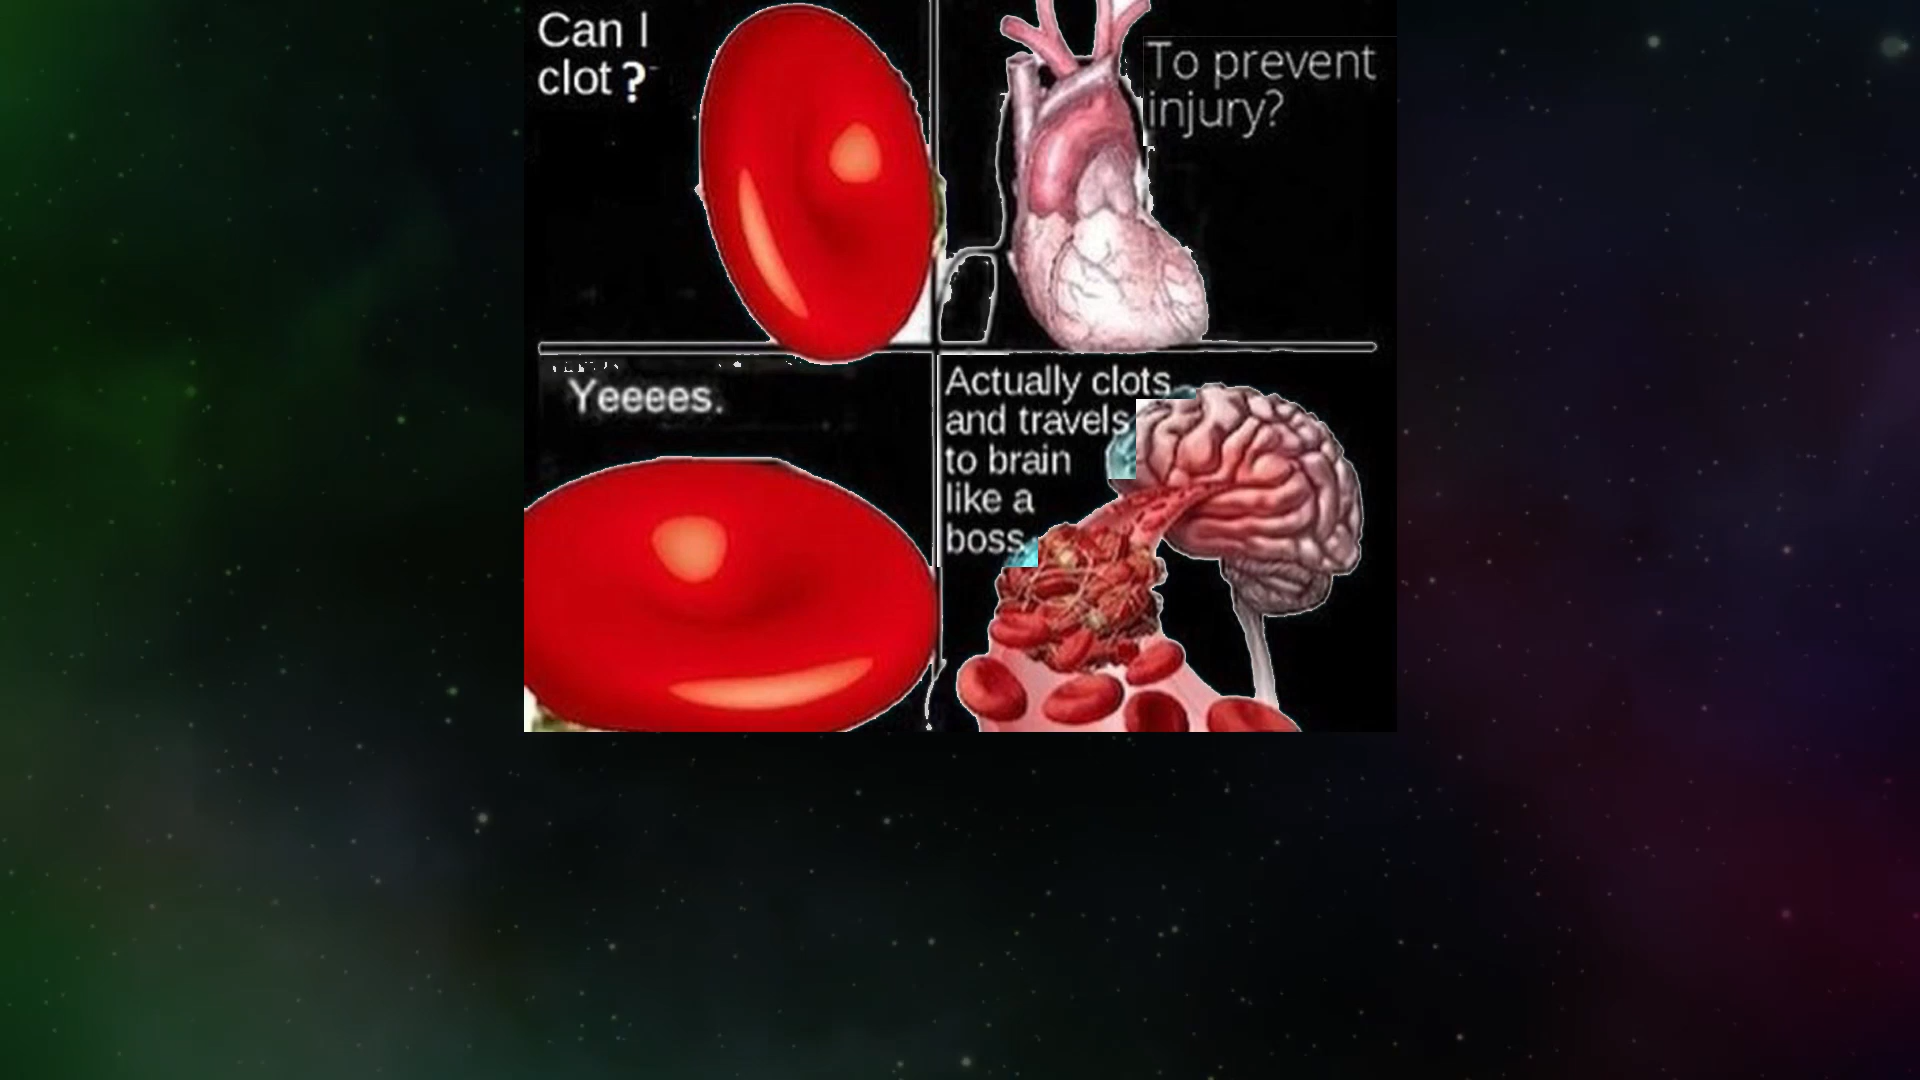 Can I
clot?
To prevent
injury?
Yeeees.
Actually clots
and travels
to brain
like a
boss.